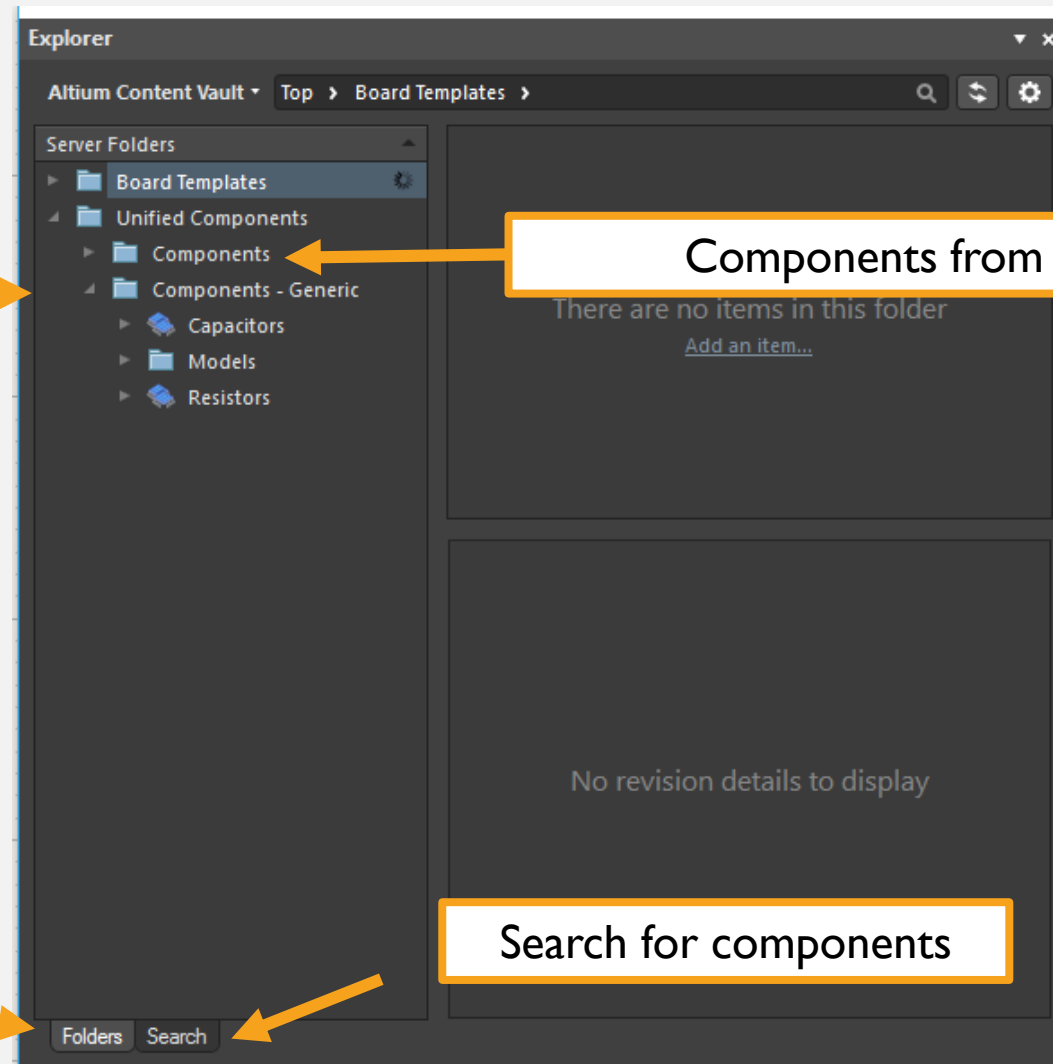 Explorer
Altium Content Vault Top > Board Templates >
Server Folders
Board Templates
Unified Components
Components
Components - Generic
Capacitors
Models
Resistors
Components from
There are no items in this folder
Add an item...
No revision details to display
Search for components
Folders Search